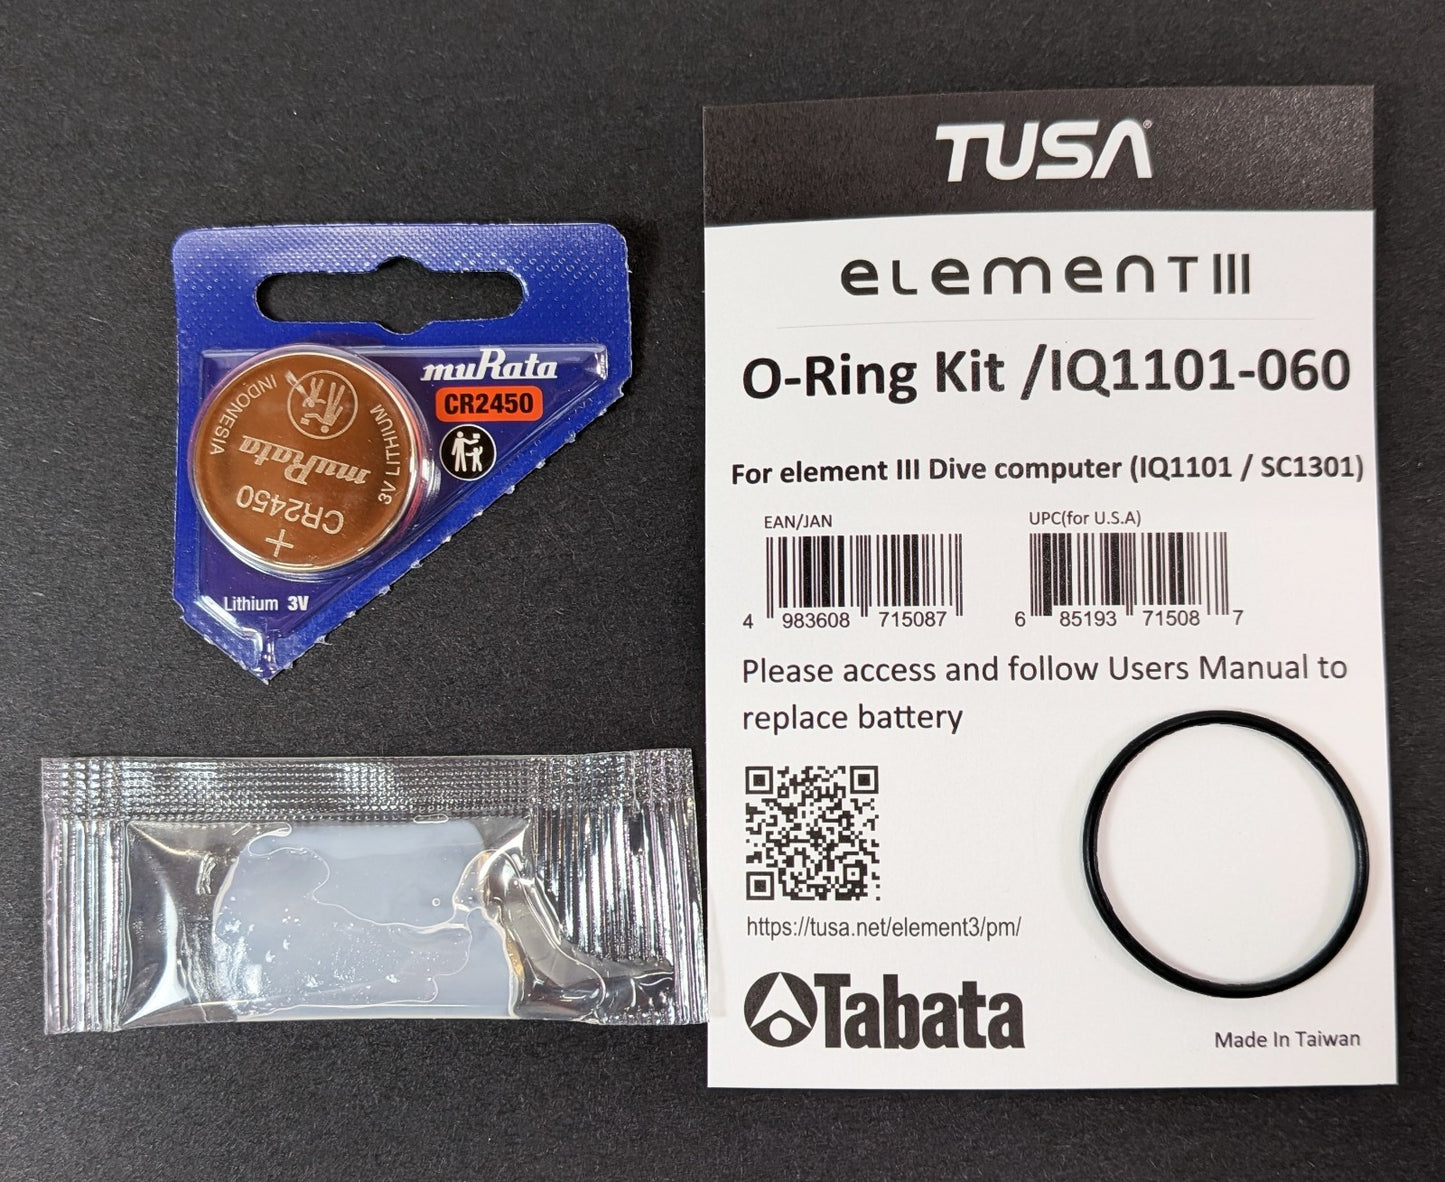 muRata
CR2450
INDONESIA
muRata
3V LITHIUM
CR2450
+
Lithium 3V
TUSA®
element III
O-Ring Kit /IQ1101-060
For element III Dive computer (IQ1101 / SC1301)
EAN/JAN
4 983608 715087
UPC(for U.S.A)
6 85193 71508 7
Please access and follow Users Manual to
replace battery
https://tusa.net/element3/pm/
Tabata
Made In Taiwan